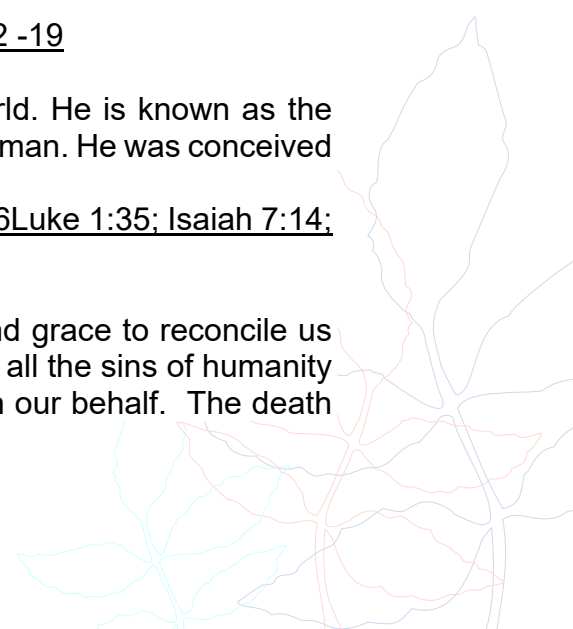 2 -19
rld. He is known as the
man. He was conceived
6Luke 1:35; Isaiah 7:14;
nd grace to reconcile us
all the sins of humanity
n our behalf. The death